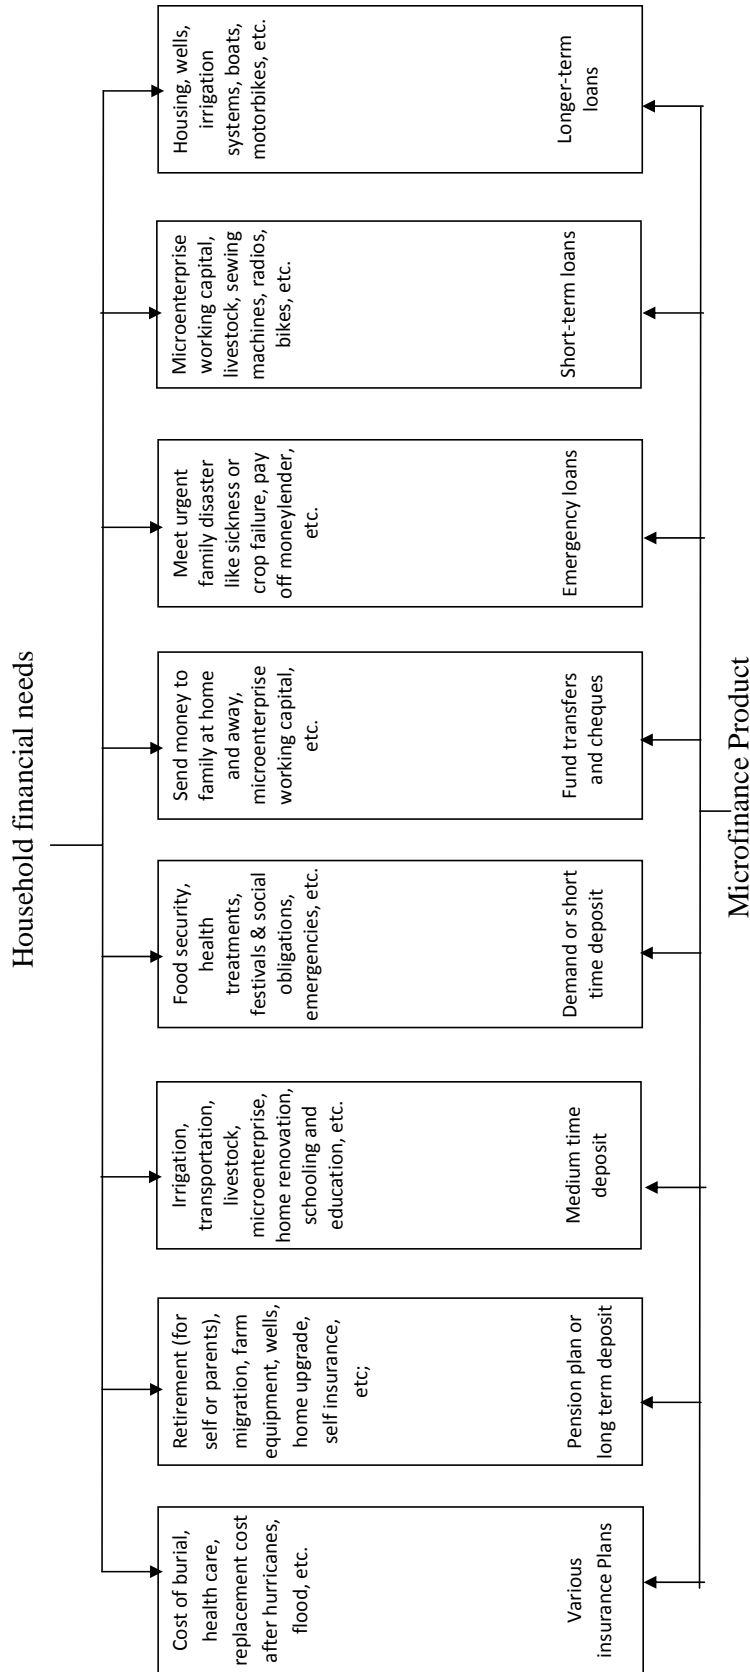 Household financial needs
Cost of burial,
health care,
replacement cost
after hurricanes,
flood, etc.
Various
insurance Plans
Retirement (for
self or parents),
migration, farm
equipment, wells,
home upgrade,
self insurance,
etc;
Pension plan or
long term deposit
Irrigation,
transportation,
livestock,
microenterprise,
home renovation,
schooling and
education, etc.
Medium time
deposit
Food security,
health
treatments,
festivals & social
obligations,
emergencies, etc.
Demand or short
time deposit
Send money to
family at home
and away,
microenterprise
working capital,
etc.
Fund transfers
and cheques
Meet urgent
family disaster
like sickness or
crop failure, pay
off moneylender,
etc.
Emergency loans
Microenterprise
working capital,
livestock, sewing
machines, radios,
bikes, etc.
Short-term loans
Housing, wells,
irrigation
systems, boats,
motorbikes, etc.
Longer-term
loans
Microfinance Product